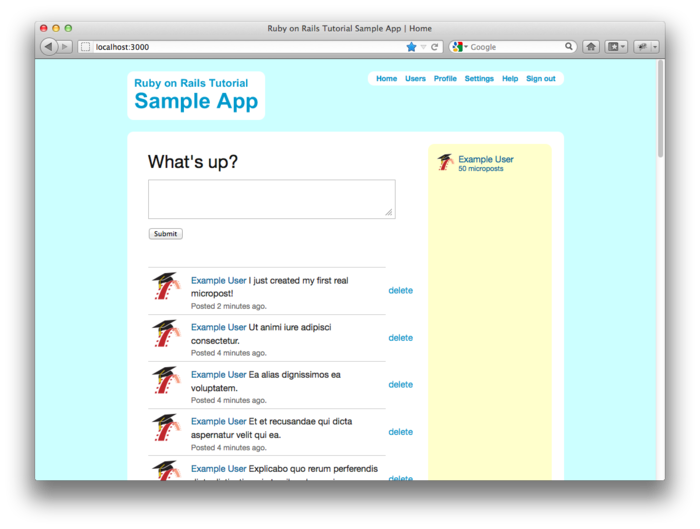 Ruby on Rails Tutorial Sample App | Home
localhost:3000
Google
Ruby on Rails Tutorial
Sample App
Home Users Profile Settings Help Sign out
What's up?
Submit
Example User
50 microposts
Example User I just created my first real
micropost!
Posted 2 minutes ago.
delete
Example User Ut animi iure adipisci
consectetur.
Posted 4 minutes ago.
delete
Example User Ea alias dignissimos ea
voluptatem.
Posted 4 minutes ago.
delete
Example User Et et recusandae qui dicta
aspernatur velit qui ea.
Posted 4 minutes ago.
delete
Example User Explicabo quo rerum perferendis
delete